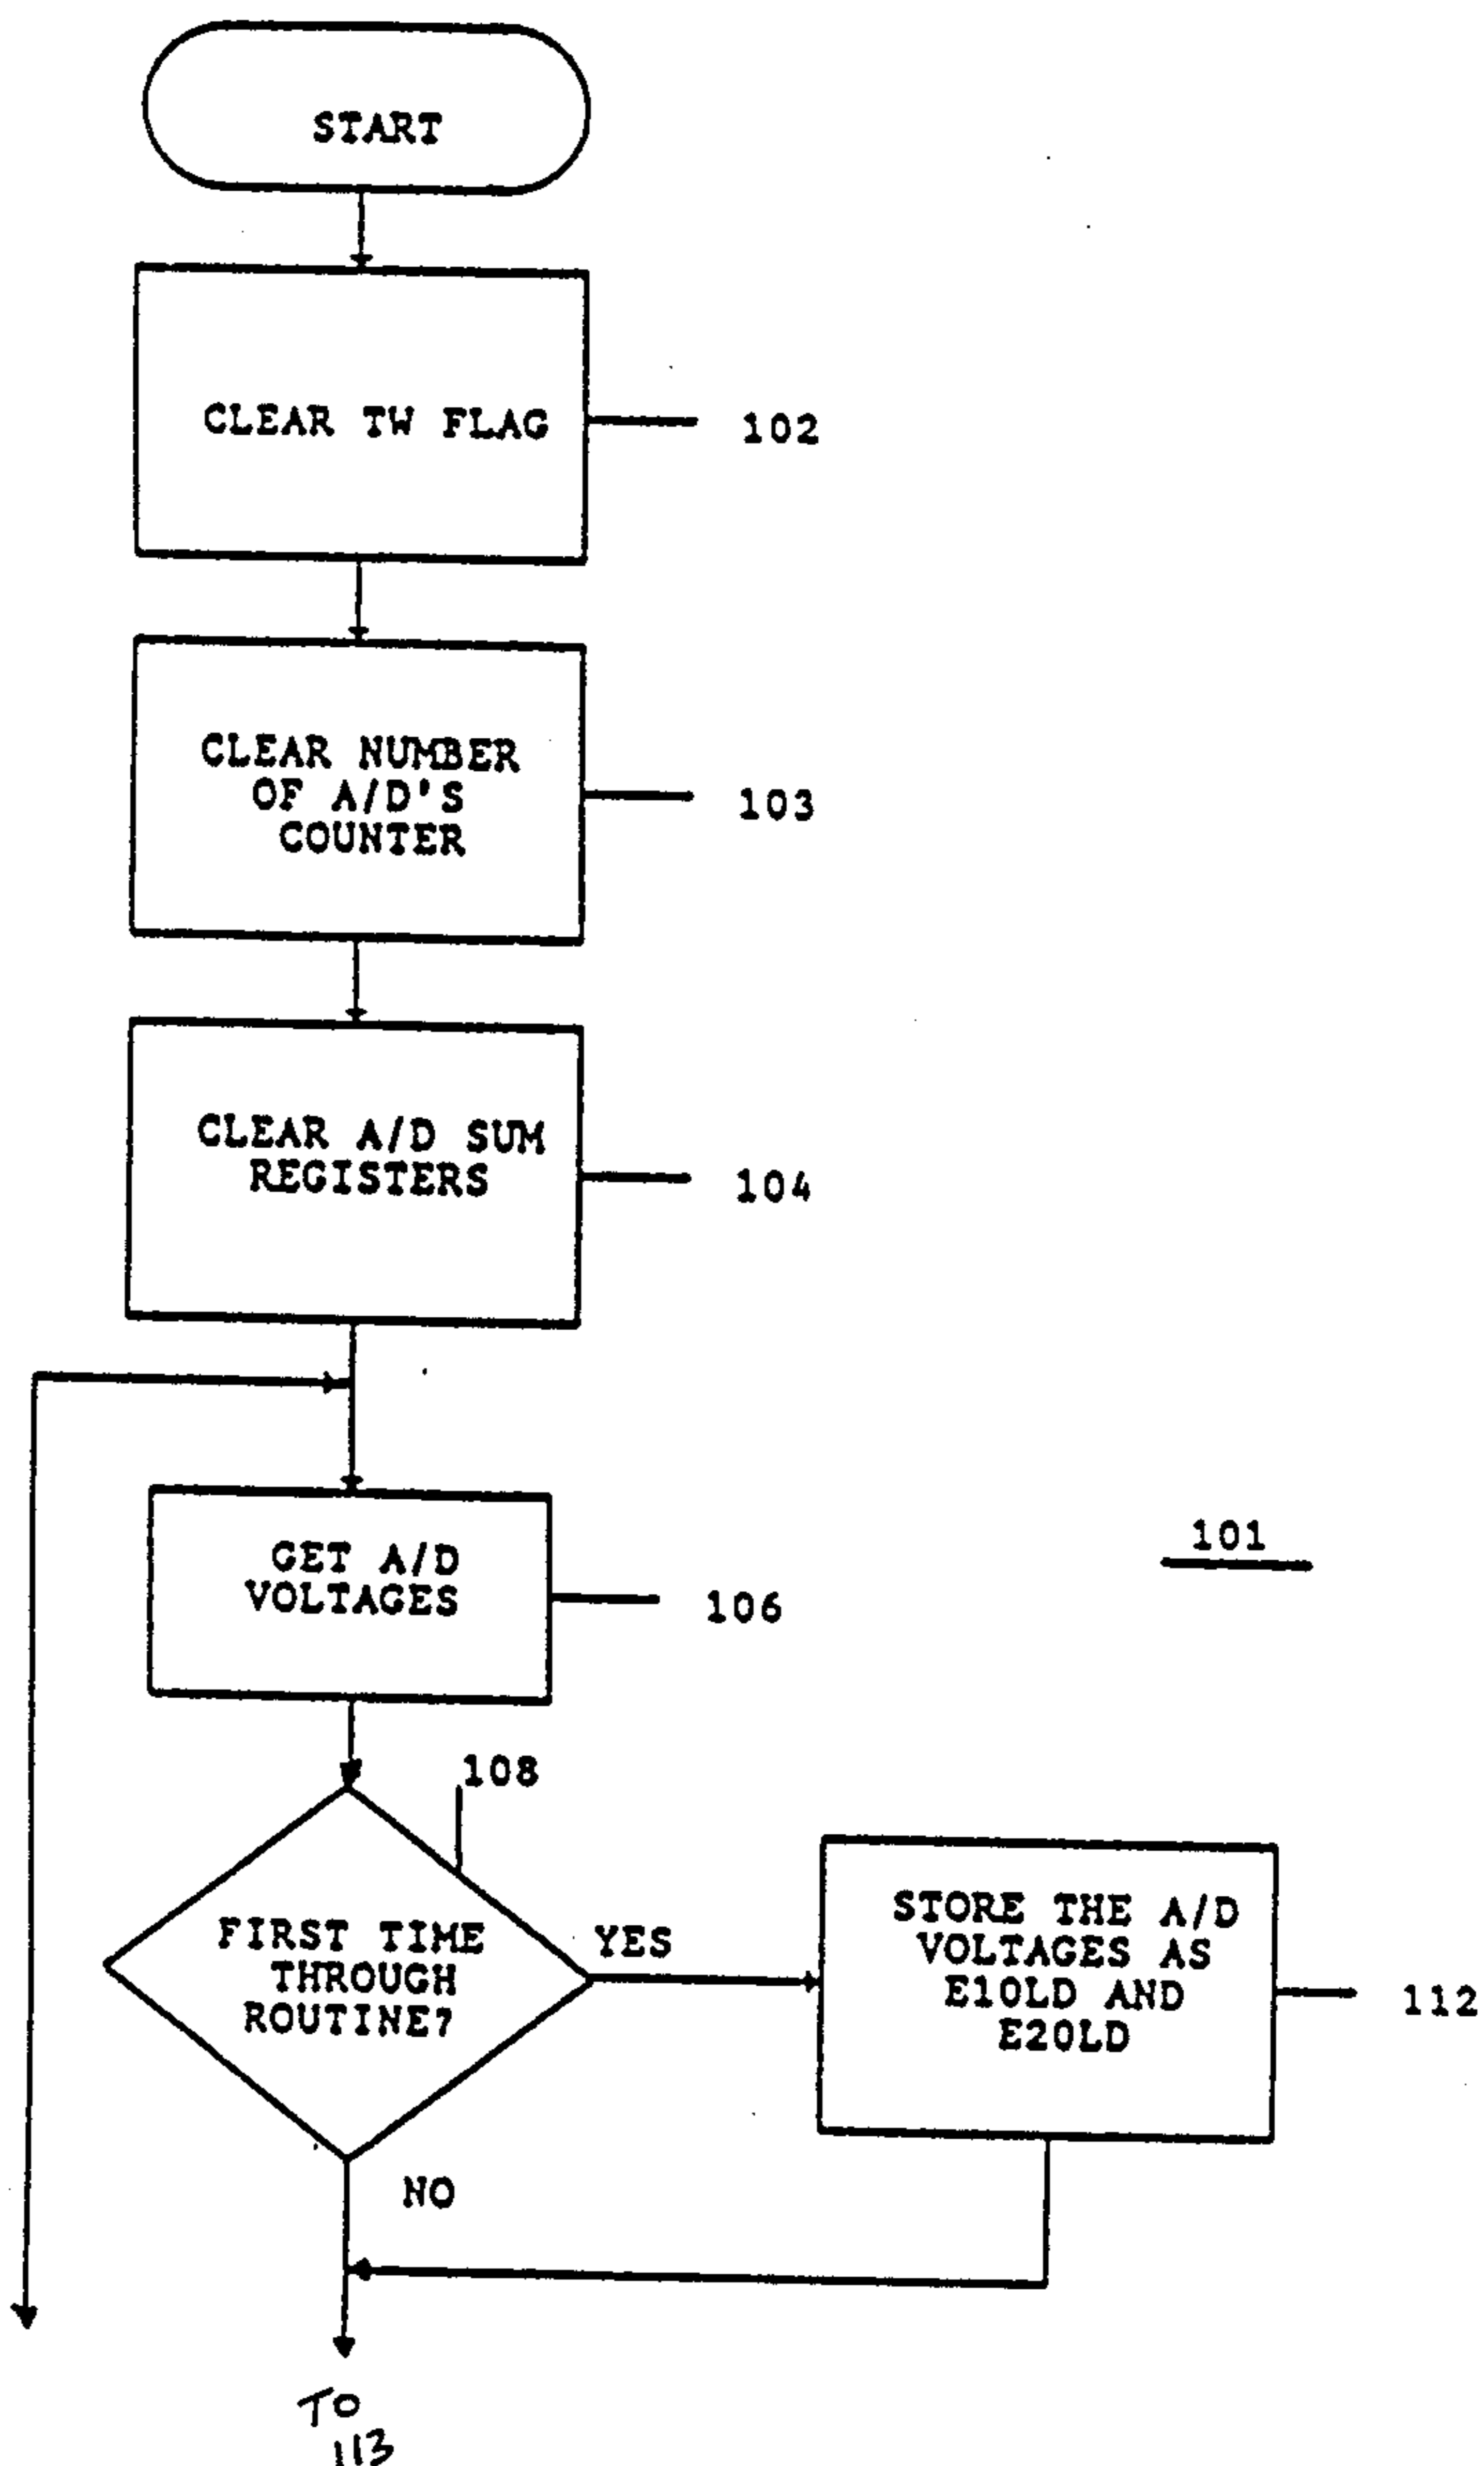 START
CLEAR TW FLAG
102
CLEAR NUMBER
OF A/D'S
COUNTER
103
CLEAR A/D SUM
REGISTERS
104
GET A/D
VOLTAGES
106
101
108
FIRST TIME
THROUGH
ROUTINE?
YES
STORE THE A/D
VOLTAGES AS
E1OLD AND
E2OLD
112
NO
TO
113